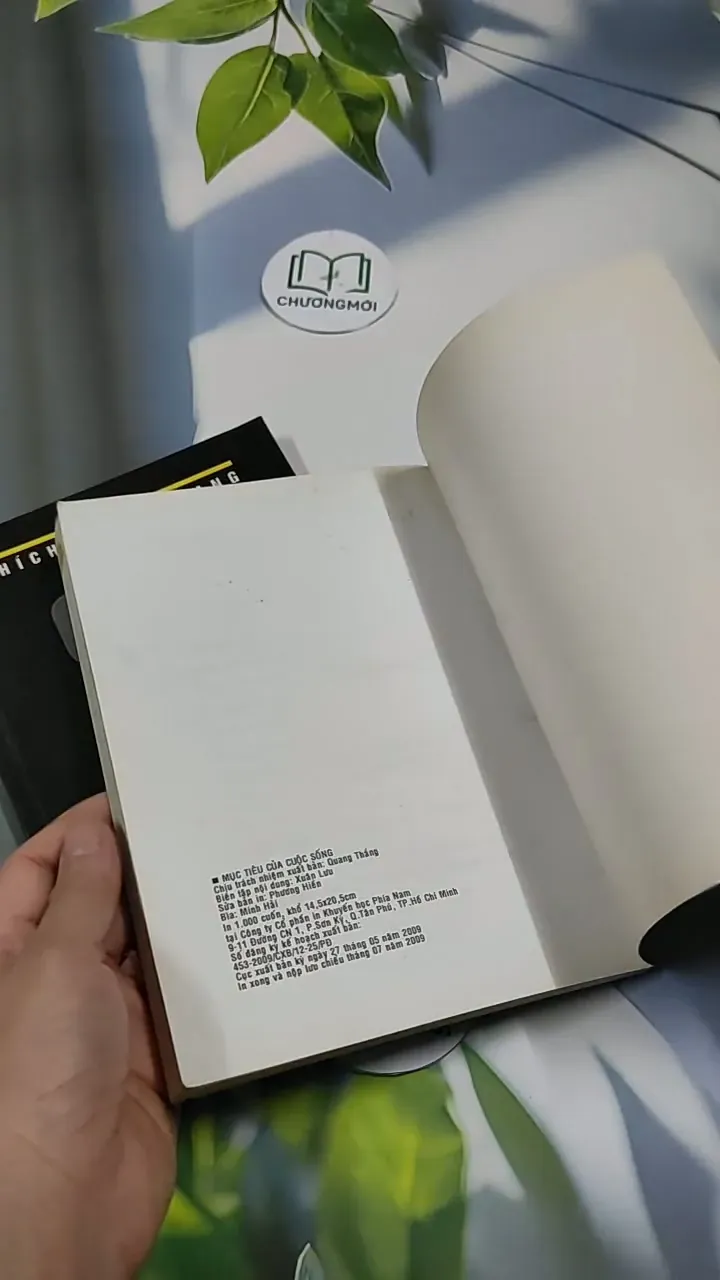 CHƯƠNGMỚI
HÍCH
NG
■ MỤC TIÊU CỦA CUỘC SỐNG
Chịu trách nhiệm xuất bản: Quang Thắng
Biên tập nội dung: Xuân Lưu
Sửa bản in: Phương Hiền
Bìa: Minh Hải
In 1.000 cuốn, khổ 14,5x20,5cm
tại Công ty Cổ phần in Khuyến học Phía Nam
9-11 Đường CN 1, P.Sơn Kỳ, Q.Tân Phú, TP.Hồ Chí Minh
Số đăng ký kế hoạch xuất bản:
453-2009/CXB/12-25/PĐ
Cục xuất bản ký ngày 27 tháng 05 năm 2009
In xong và nộp lưu chiểu tháng 07 năm 2009